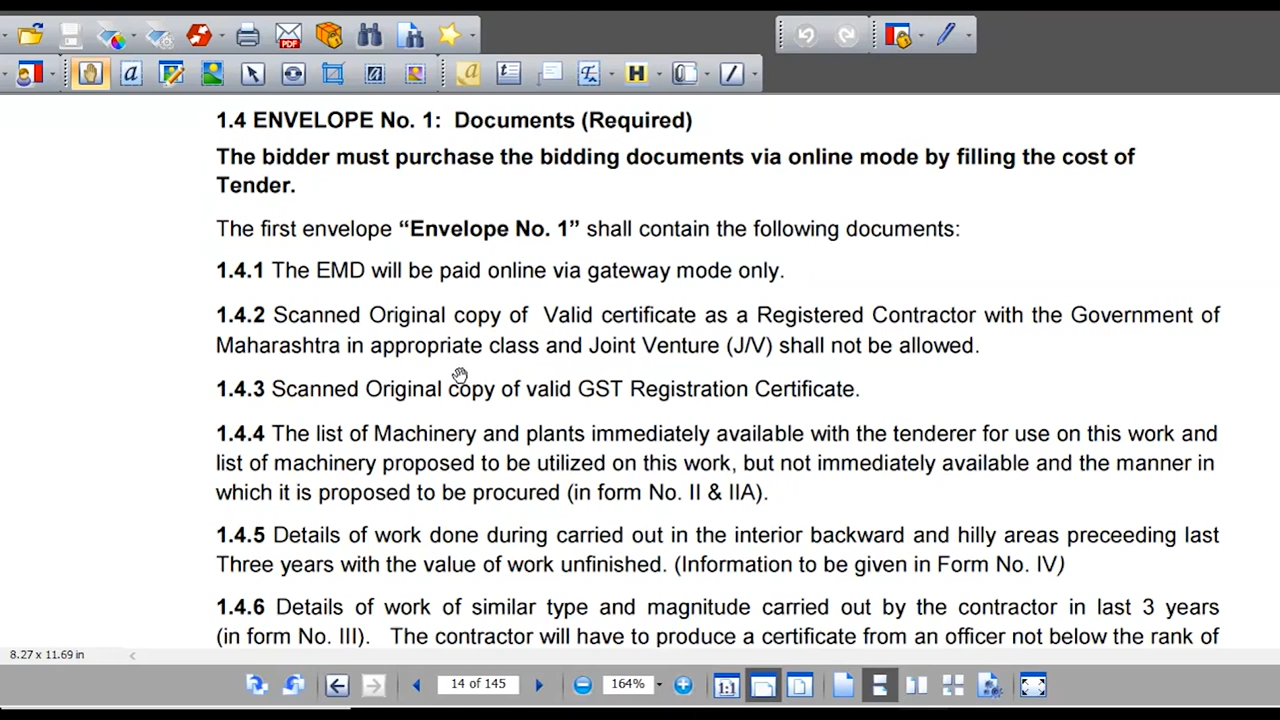 1.4 ENVELOPE No. 1: Documents (Required)
The bidder must purchase the bidding documents via online mode by filling the cost of
Tender.
The first envelope “Envelope No. 1” shall contain the following documents:
1.4.1 The EMD will be paid online via gateway mode only.
1.4.2 Scanned Original copy of Valid certificate as a Registered Contractor with the Government of
Maharashtra in appropriate class and Joint Venture (J/V) shall not be allowed.
1.4.3 Scanned Original copy of valid GST Registration Certificate.
1.4.4 The list of Machinery and plants immediately available with the tenderer for use on this work and
list of machinery proposed to be utilized on this work, but not immediately available and the manner in
which it is proposed to be procured (in form No. II & IIA).
1.4.5 Details of work done during carried out in the interior backward and hilly areas preceeding last
Three years with the value of work unfinished. (Information to be given in Form No. IV)
1.4.6 Details of work of similar type and magnitude carried out by the contractor in last 3 years
(in form No. III). The contractor will have to produce a certificate from an officer not below the rank of
8.27 x 11.69 in
14 of 145
164%
1:1